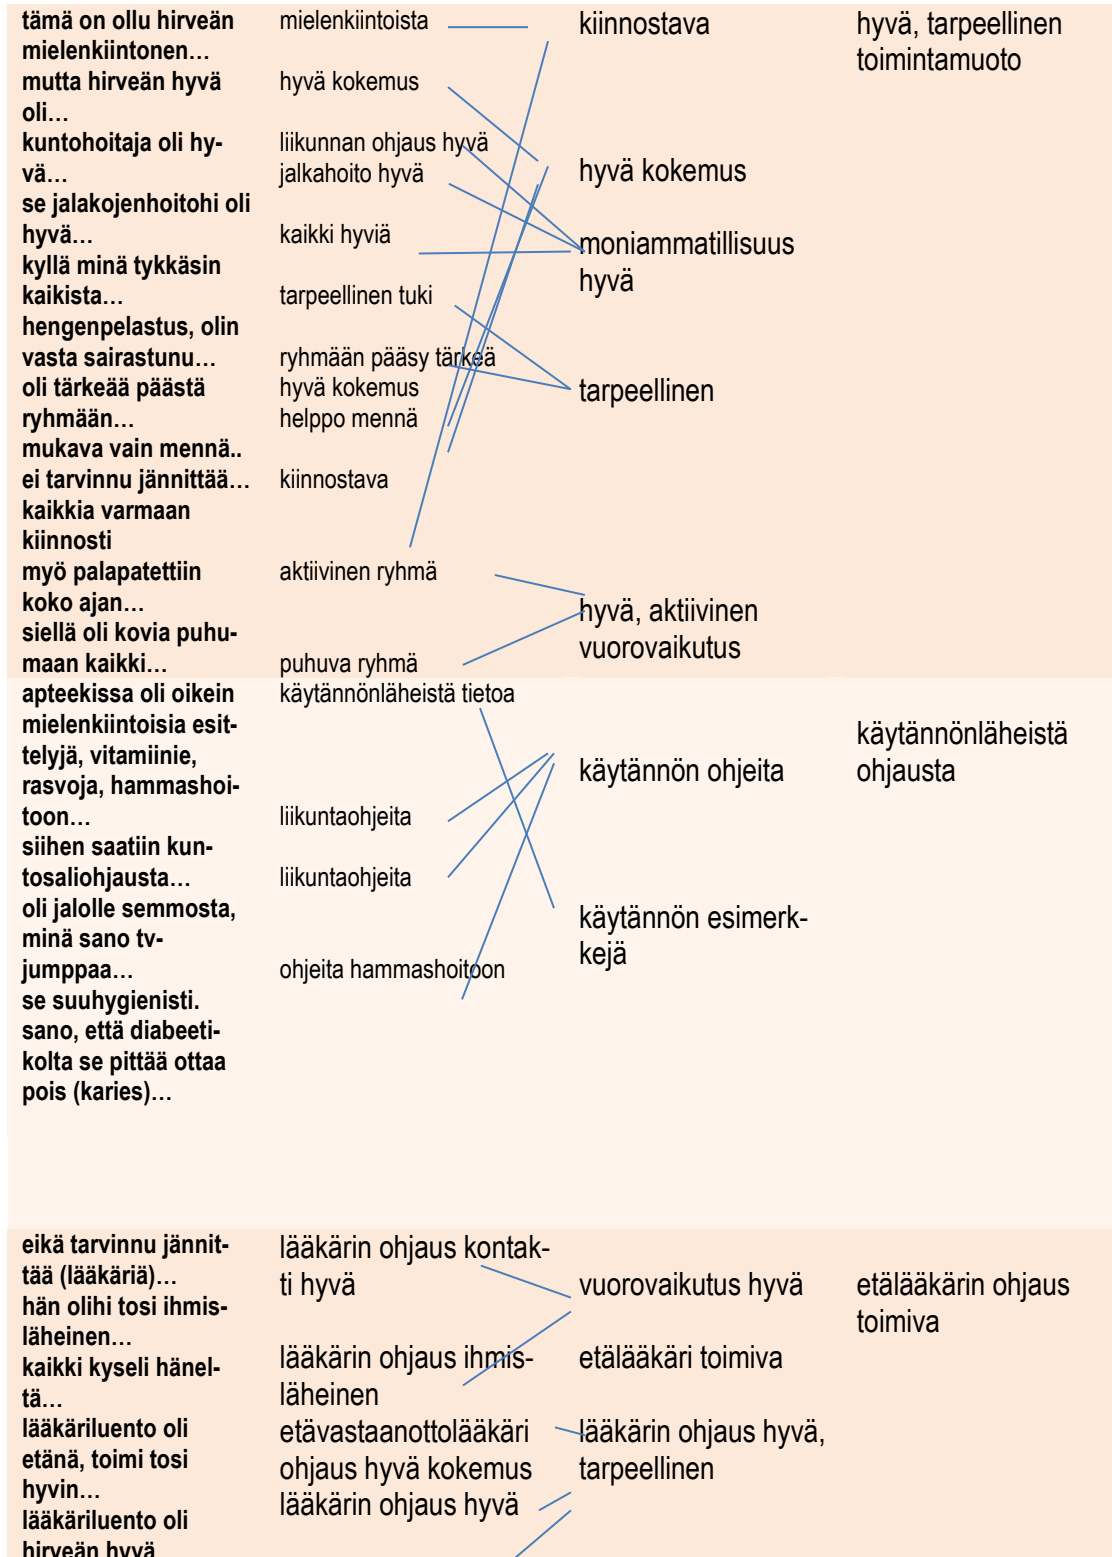 tämä on ollu hirveän
mielenkiintonen…
mutta hirveän hyvä
oli…
kuntohoitaja oli hy-
vä…
se jalakojenhoitohi oli
hyvä…
kyllä minä tykkäsin
kaikista…
hengenpelastus, olin
vasta sairastunu…
oli tärkeää päästä
ryhmään…
mukava vain mennä..
ei tarvinnu jännittää…
kaikkia varmaan
kiinnosti
myö palapatettiin
koko ajan…
siellä oli kovia puhu-
maan kaikki…
mielenkiintoista
hyvä kokemus
liikunnan ohjaus hyvä
jalkahoito hyvä
kaikki hyviä
tarpeellinen tuki
ryhmään pääsy tärkeä
hyvä kokemus
helppo mennä
kiinnostava
aktiivinen ryhmä
puhuva ryhmä
kiinnostava
hyvä kokemus
moniammatillisuus
hyvä
tarpeellinen
hyvä, aktiivinen
vuorovaikutus
hyvä, tarpeellinen
toimintamuoto
apteekissa oli oikein
mielenkiintoisia esit-
telyjä, vitamiinie,
rasvoja, hammashoi-
toon…
siihen saatiin kun-
tosaliohjausta…
oli jalolle semmosta,
minä sano tv-
jumppaa…
se suuhygienisti.
sano, että diabeeti-
kolta se pittää ottaa
pois (karies)…
käytännönläheistä tietoa
liikuntaohjeita
liikuntaohjeita
ohjeita hammashoitoon
käytännön ohjeita
käytännön esimerk-
kejä
käytännönläheistä
ohjausta
eikä tarvinnu jännit-
tää (lääkäriä)…
hän olihi tosi ihmis-
läheinen…
kaikki kyseli hänel-
tä…
lääkäriluento oli
etänä, toimi tosi
hyvin…
lääkäriluento oli
hirveän hyvä
lääkärin ohjaus kontak-
ti hyvä
lääkärin ohjaus ihmis-
läheinen
etävastaanottolääkäri
ohjaus hyvä kokemus
lääkärin ohjaus hyvä
vuorovaikutus hyvä
etälääkäri toimiva
lääkärin ohjaus hyvä,
tarpeellinen
etälääkärin ohjaus
toimiva